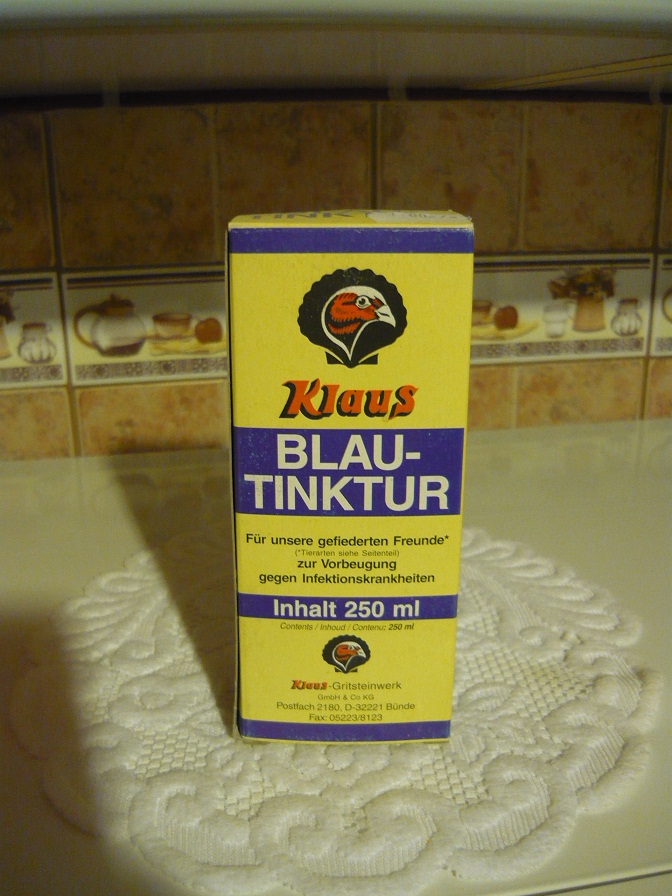 TINK
Klaus
BLAU-
TINKTUR
Für unsere gefiederten Freunde*
(*Tierarten siehe Seitenteil)
zur Vorbeugung
gegen Infektionskrankheiten
Inhalt 250 ml
Contents / Inhoud / Contenu: 250 ml
Klaus-Gritsteinwerk
GmbH & Co KG
Postfach 2180, D-32221 Bünde
Fax: 05223/8123